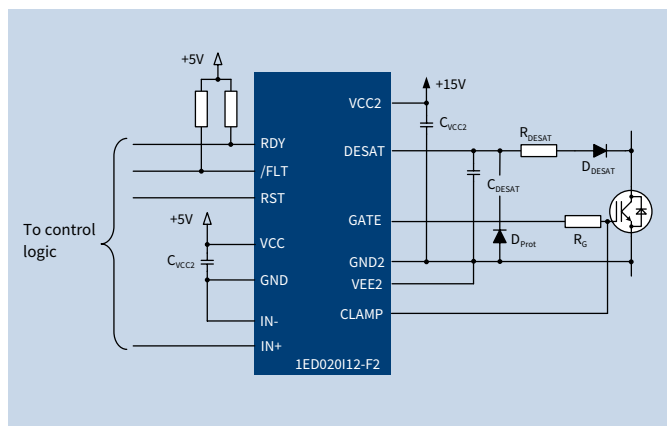 +5V
+15V
VCC2
C_VCC2
R_DESAT
RDY
DESAT
D_DESAT
/FLT
C_DESAT
RST
+5V
GATE
To control
logic
VCC
D_Prot
R_G
C_VCC2
GND2
GND
VEE2
CLAMP
IN-
IN+
1ED020I12-F2